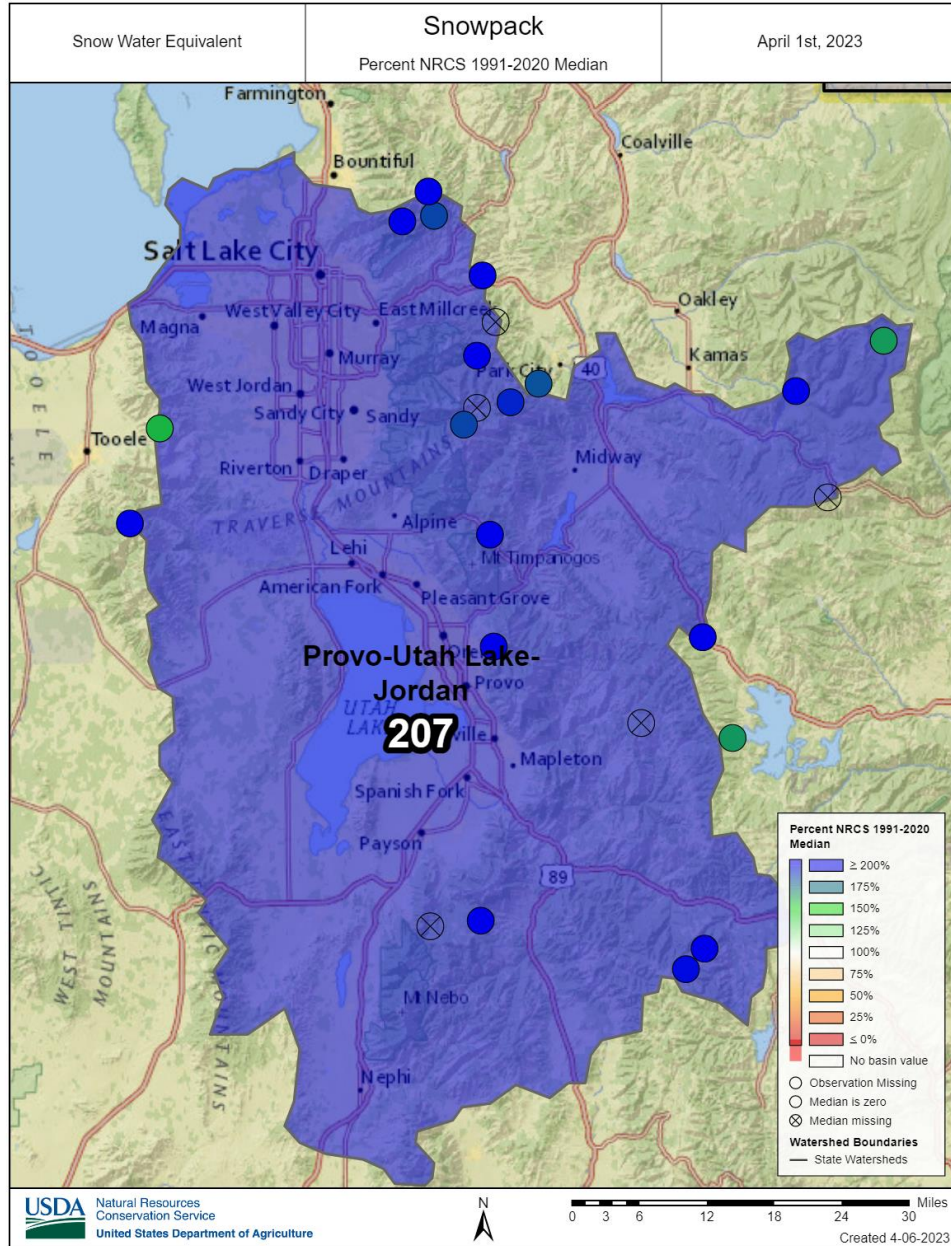 Snow Water Equivalent
Snowpack
Percent NRCS 1991-2020 Median
April 1st, 2023
Farmington
Coalville
Bountiful
Salt Lake City
Oakley
Magna
West Valley City
East Millcreek
Murray
Park City
40
Kamas
West Jordan
Sandy City
Sandy
TOOELE
Tooele
Riverton
Draper
Midway
TRAVERSE MOUNTAINS
Alpine
Lehi
Mt Timpanogos
American Fork
Pleasant Grove
Provo-Utah Lake-
Jordan
Provo
UTAH
207
ville
Mapleton
Spanish Fork
Payson
89
EAST TINTIC MOUNTAINS
WEST TINTIC
MOUNTAINS
Mt Nebo
Nephi
Percent NRCS 1991-2020
Median
≥ 200%
175%
150%
125%
100%
75%
50%
25%
≤ 0%
No basin value
Observation Missing
Median is zero
Median missing
Watershed Boundaries
State Watersheds
USDA
Natural Resources
Conservation Service
United States Department of Agriculture
N
Miles
0 3 6 12 18 24 30
Created 4-06-2023